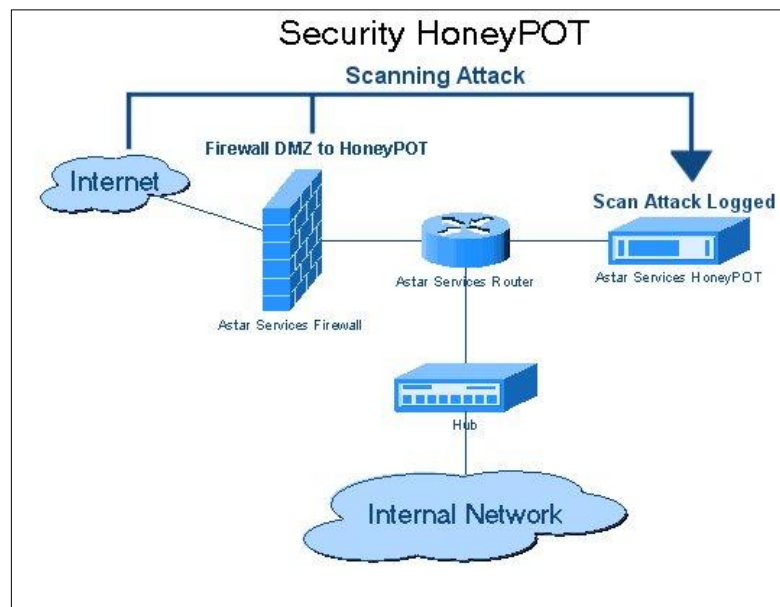 Security HoneyPOT
Scanning Attack
Firewall DMZ to HoneyPOT
Internet
Scan Attack Logged
Astar Services Router
Astar Services HoneyPOT
Astar Services Firewall
Hub
Internal Network